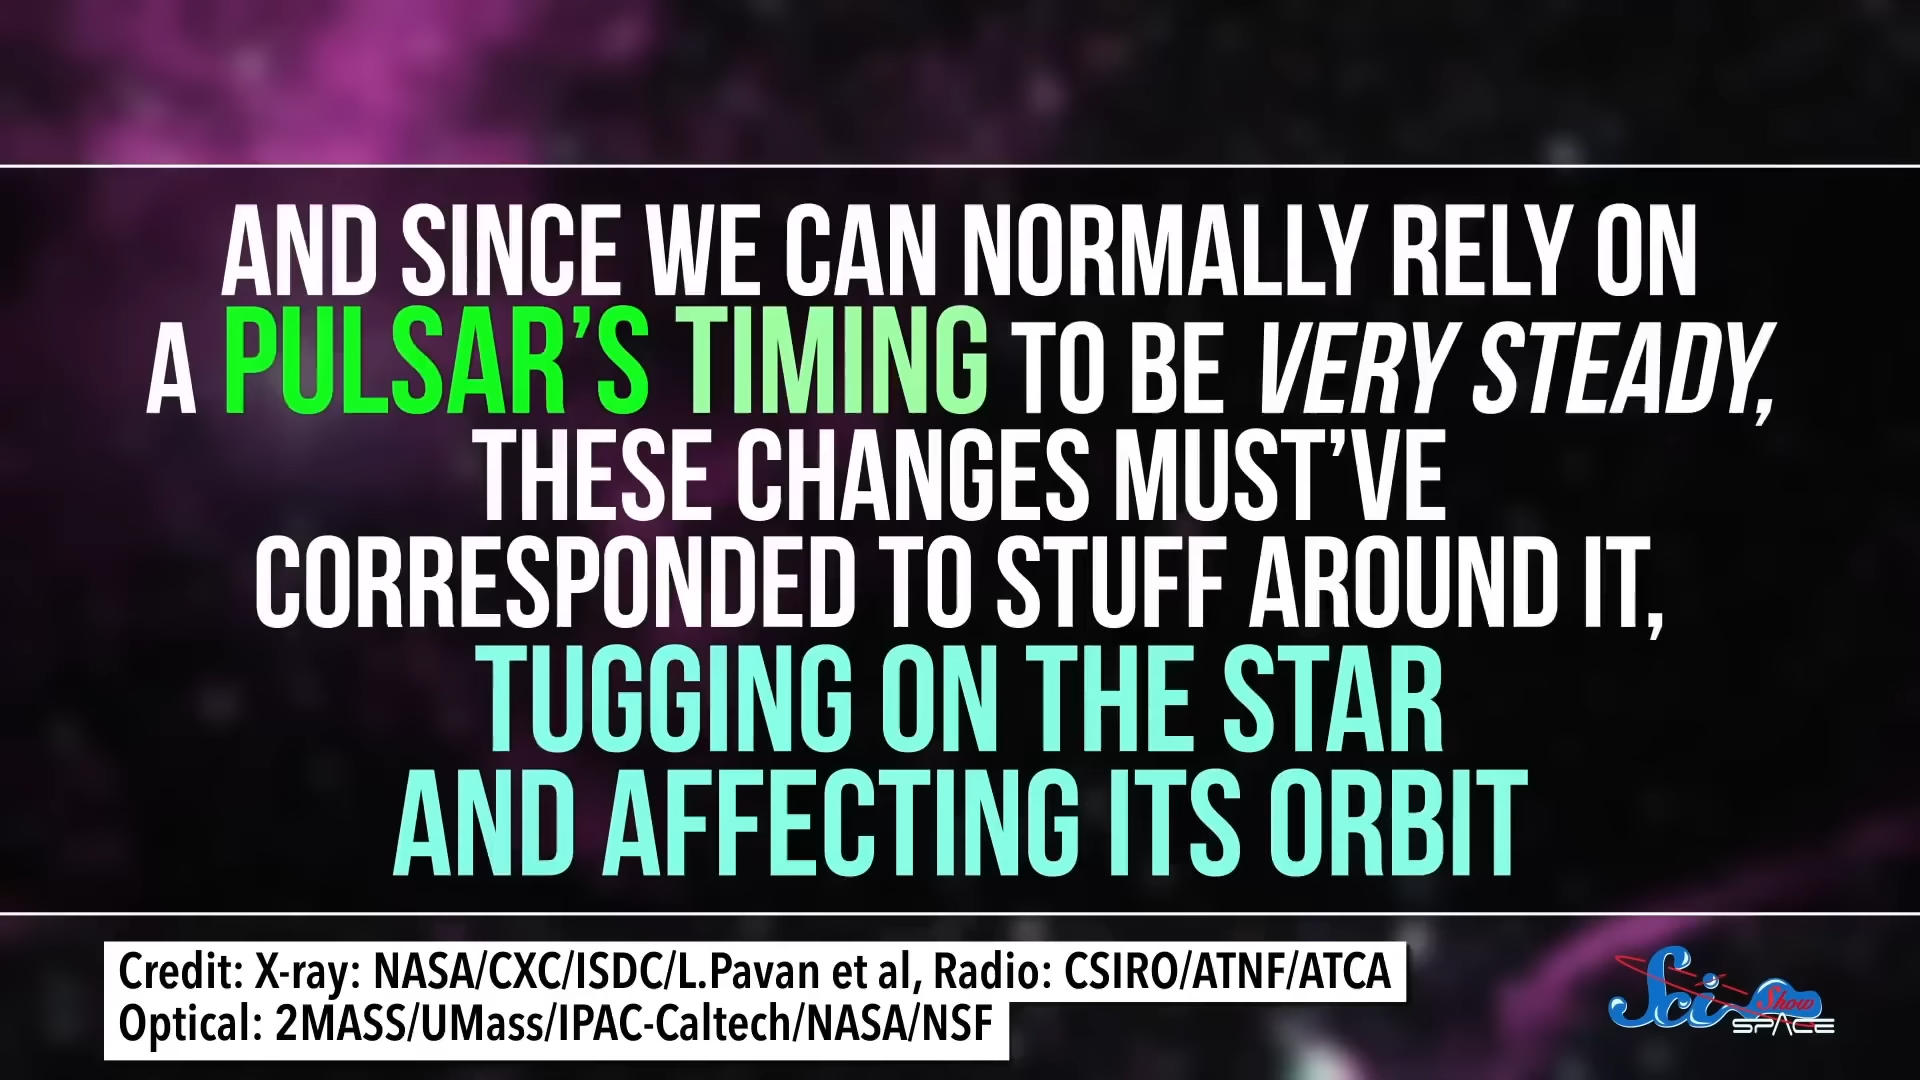 AND SINCE WE CAN NORMALLY RELY ON
A PULSAR'S TIMING TO BE VERY STEADY,
THESE CHANGES MUST'VE
CORRESPONDED TO STUFF AROUND IT,
TUGGING ON THE STAR
AND AFFECTING ITS ORBIT
Credit: X-ray: NASA/CXC/ISDC/L.Pavan et al, Radio: CSIRO/ATNF/ATCA
Optical: 2MASS/UMass/IPAC-Caltech/NASA/NSF
Sci Show
SPACE